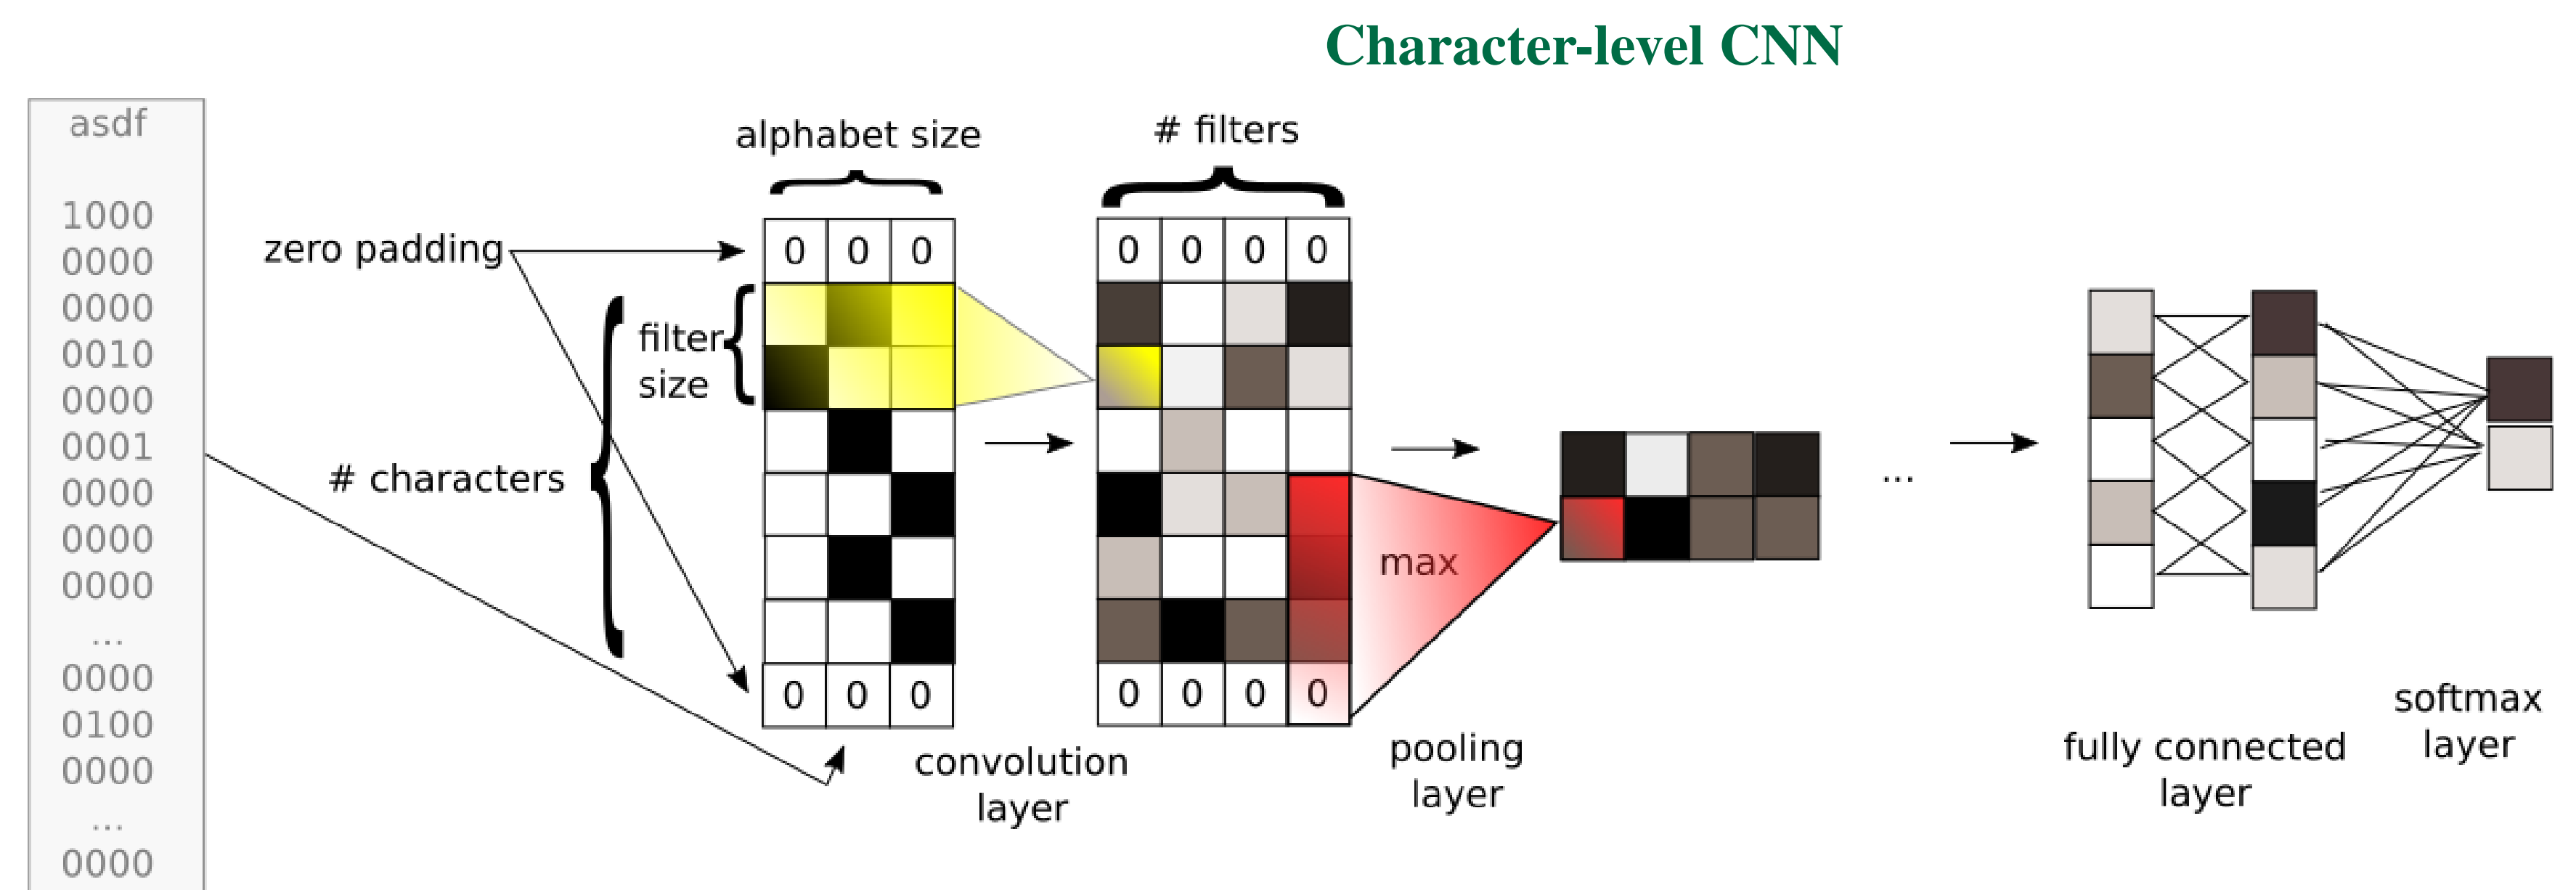 Character-level CNN
asdf
1000
0000
0000
0010
0000
0001
0000
0000
0000
...
0000
0100
0000
...
0000
zero padding
# characters
filter
size
alphabet size
0 0 0
0 0 0
convolution
layer
# filters
0 0 0 0
0 0 0 0
max
pooling
layer
...
fully connected
layer
softmax
layer